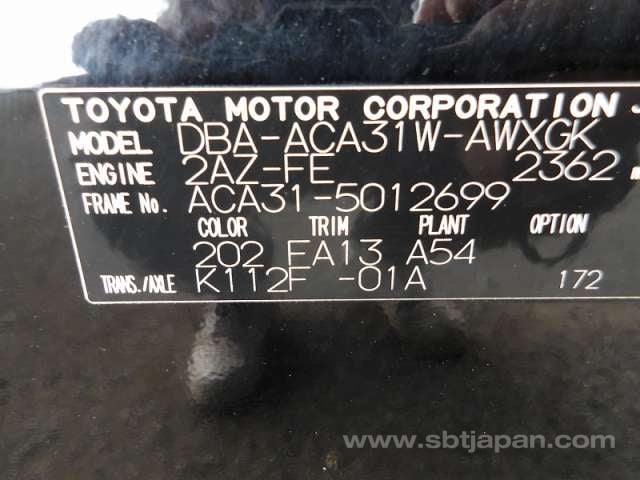 TOYOTA MOTOR CORPORATION
MODEL DBA-ACA31W-AWXGK
ENGINE 2AZ-FE 2362
FRAME No. ACA31-5012699
COLOR TRIM PLANT OPTION
202 FA13 A54
TRANS./AXLE K112F -01A 172
www.sbtjapan.com